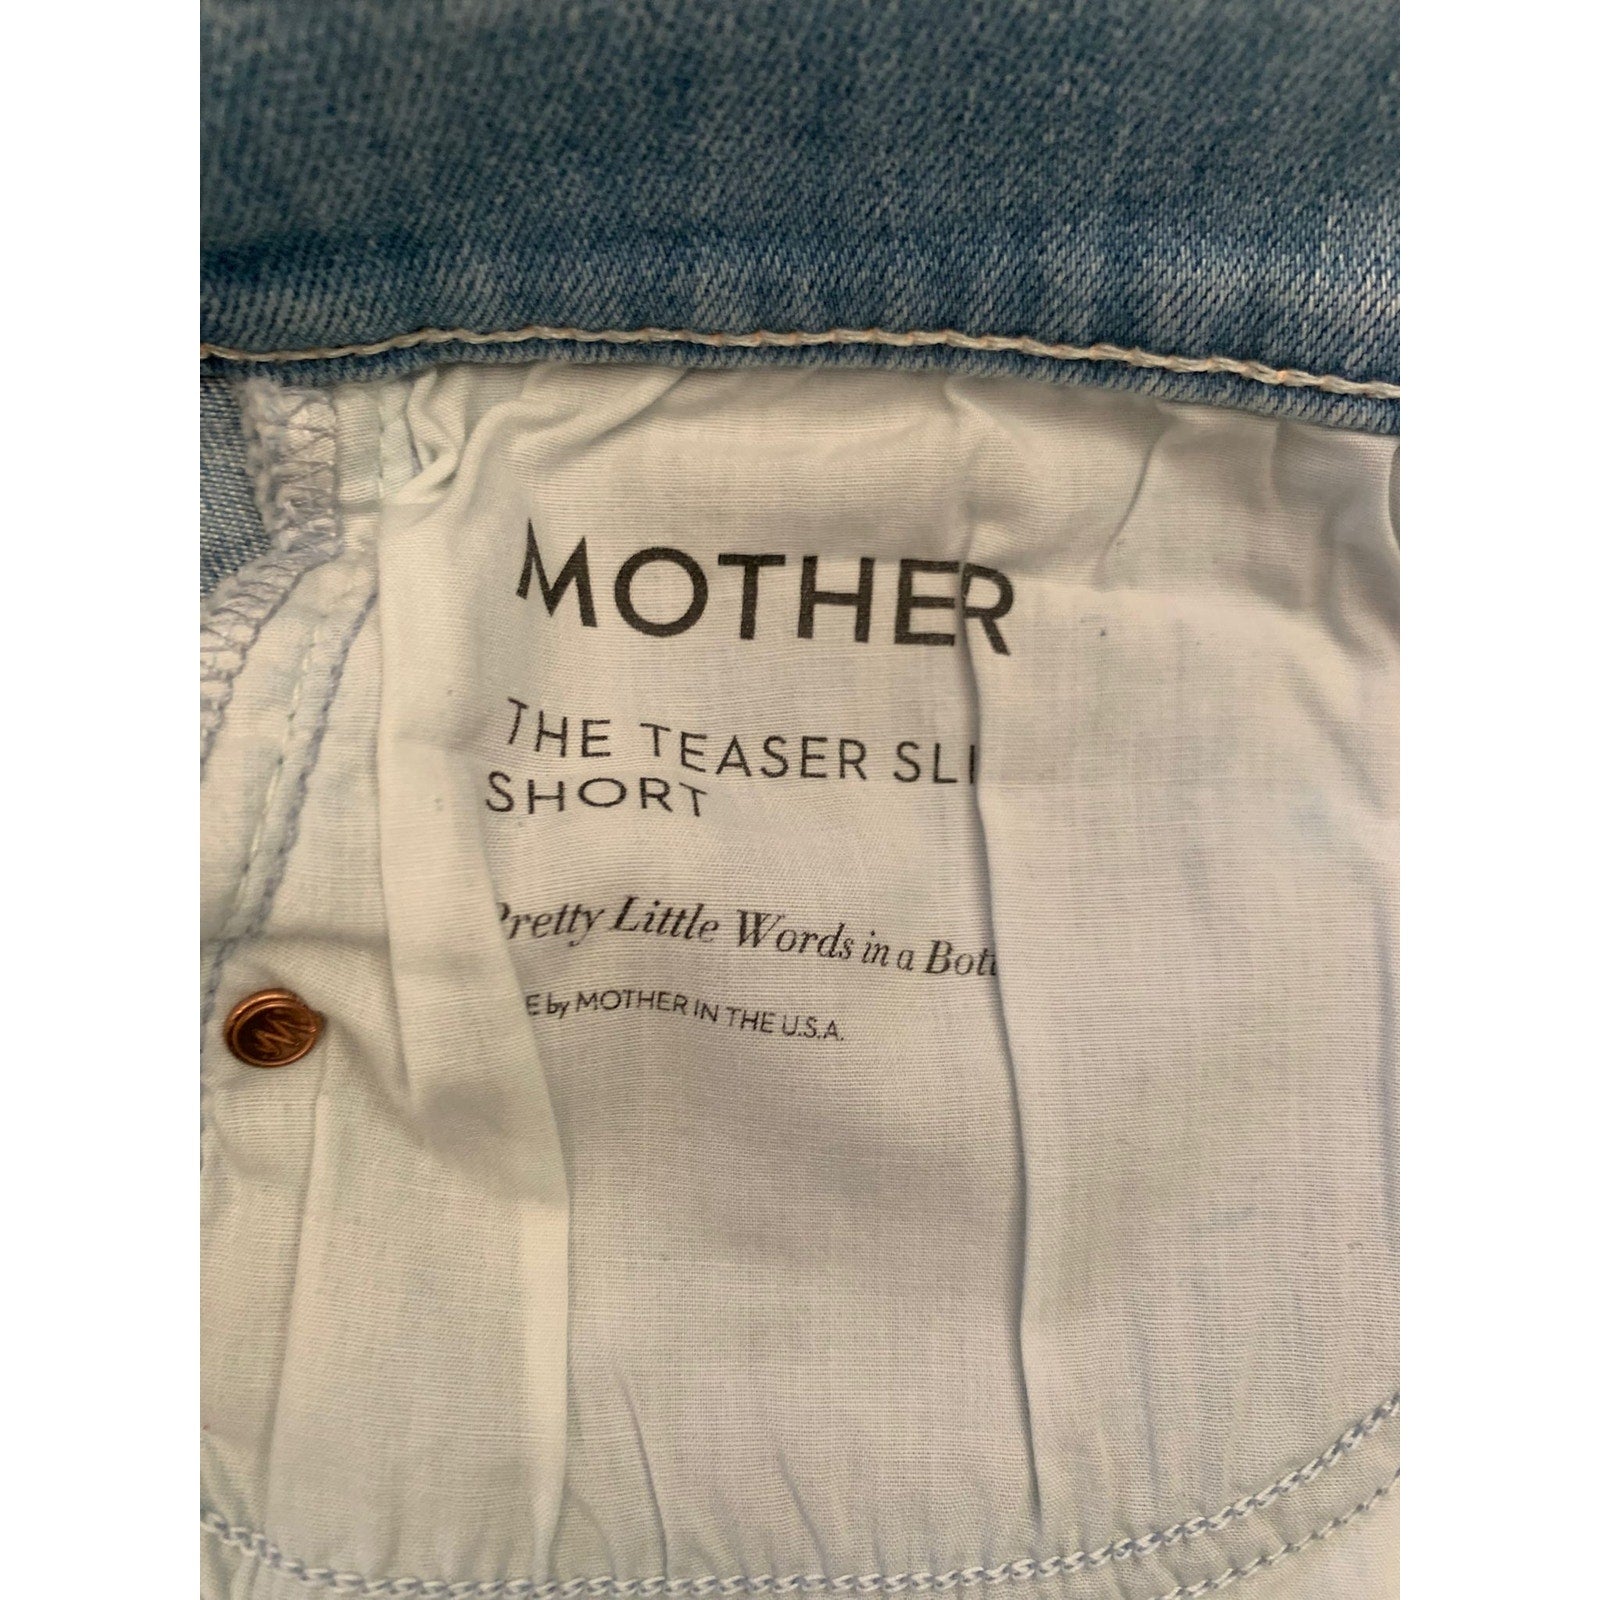 MOTHER
THE TEASER SLI
SHORT
Pretty Little Words in a Bott
E by MOTHER IN THE U.S.A.